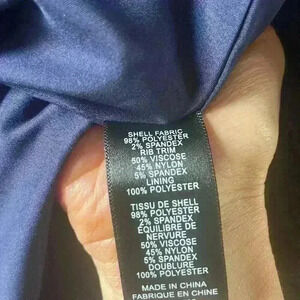 SHELL FABRIC
98% POLYESTER
2% SPANDEX
RIB TRIM
50% VISCOSE
45% NYLON
5% SPANDEX
LINING
100% POLYESTER
TISSU DE SHELL
98% POLYESTER
2% SPANDEX
EQUILIBRE DE
NERVURE
50% VISCOSE
45% NYLON
5% SPANDEX
DOUBLURE
100% POLYESTER
MADE IN CHINA
FABRIQUE EN CHINE